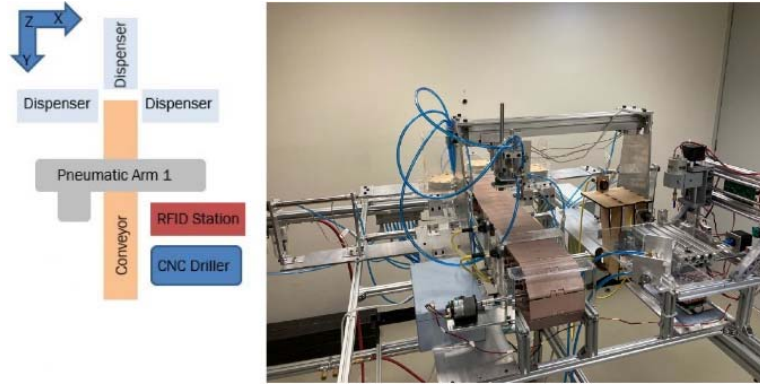 Z
X
Y
Dispenser
Dispenser
Dispenser
Pneumatic Arm 1
Conveyor
RFID Station
CNC Driller